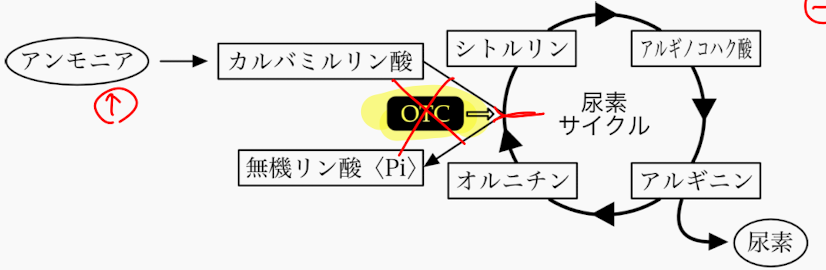 アンモニア
カルバミルリン酸
シトルリン
アルギノコハク酸
OTC
尿素
サイクル
無機リン酸〈Pi〉
オルニチン
アルギニン
尿素